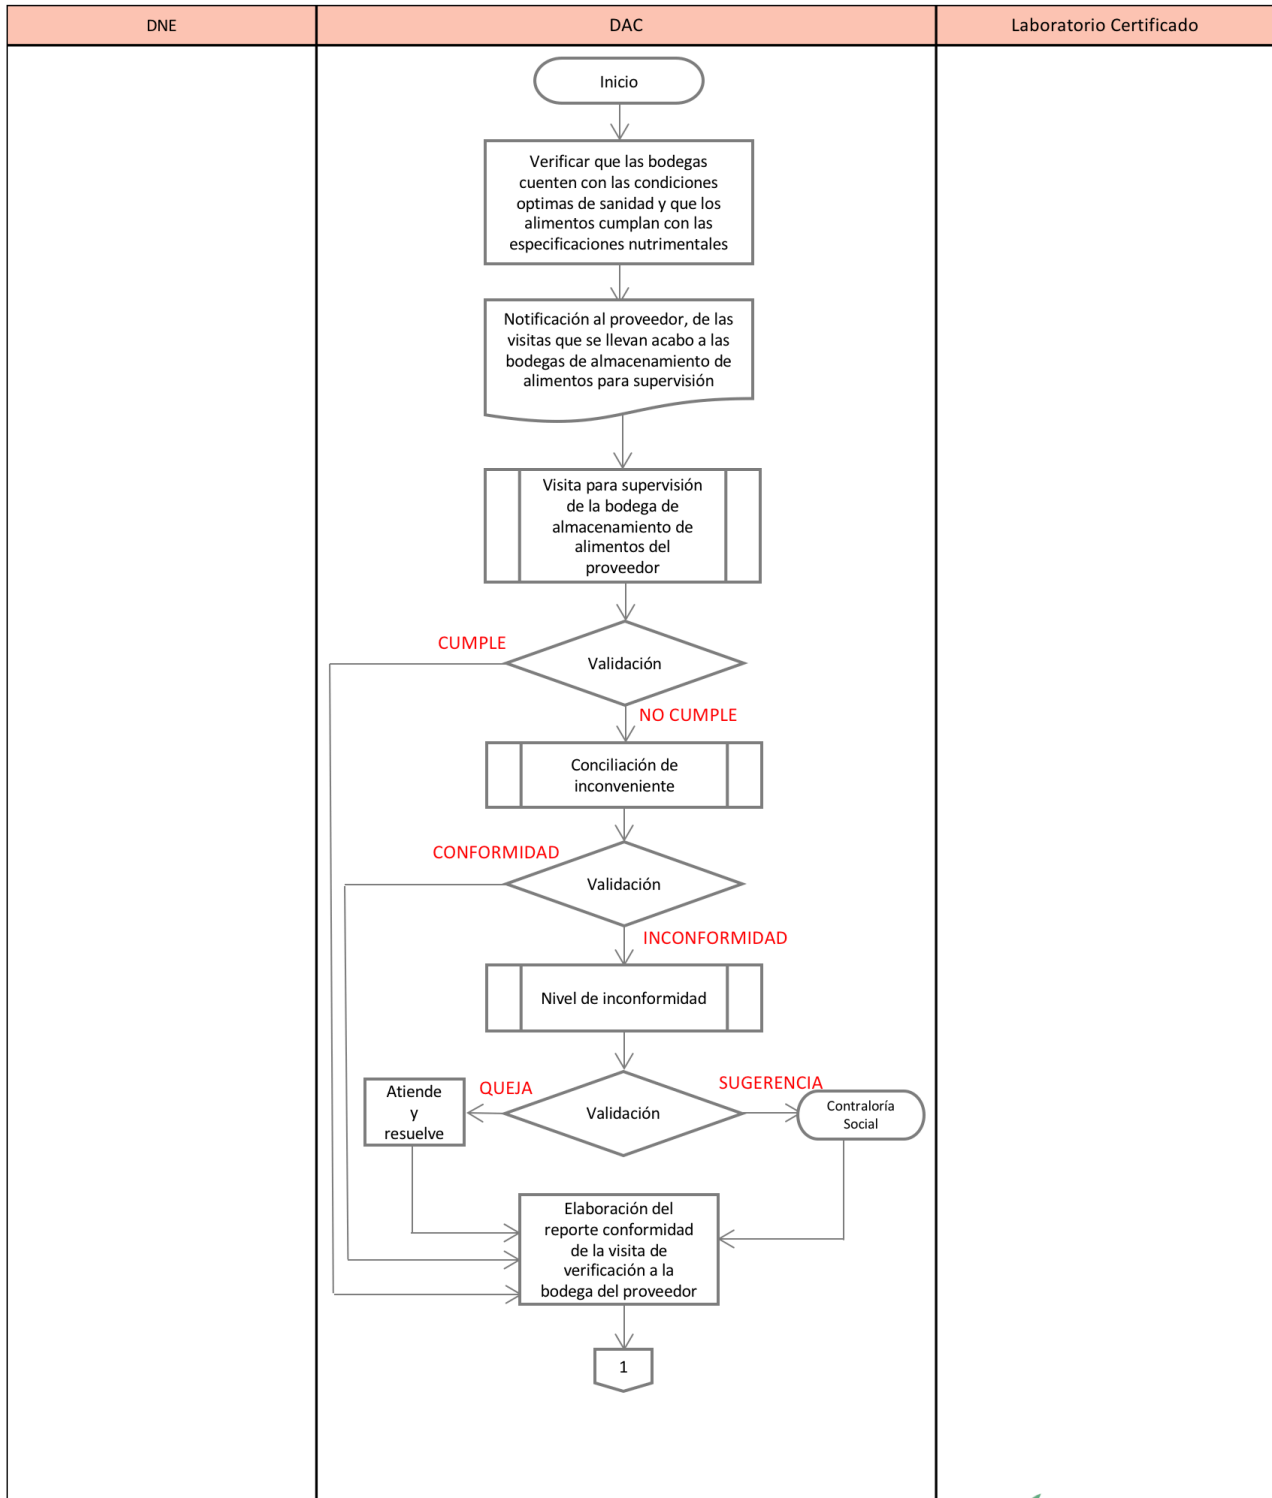 DNE
DAC
Laboratorio Certificado
Inicio
Verificar que las bodegas
cuenten con las condiciones
optimas de sanidad y que los
alimentos cumplan con las
especificaciones nutrimentales
Notificación al proveedor, de las
visitas que se llevan acabo a las
bodegas de almacenamiento de
alimentos para supervisión
Visita para supervisión
de la bodega de
almacenamiento de
alimentos del
proveedor
CUMPLE
Validación
NO CUMPLE
Conciliación de
inconveniente
CONFORMIDAD
Validación
INCONFORMIDAD
Nivel de inconformidad
Atiende
y
resuelve
QUEJA
Validación
SUGERENCIA
Contraloría
Social
Elaboración del
reporte conformidad
de la visita de
verificación a la
bodega del proveedor
1